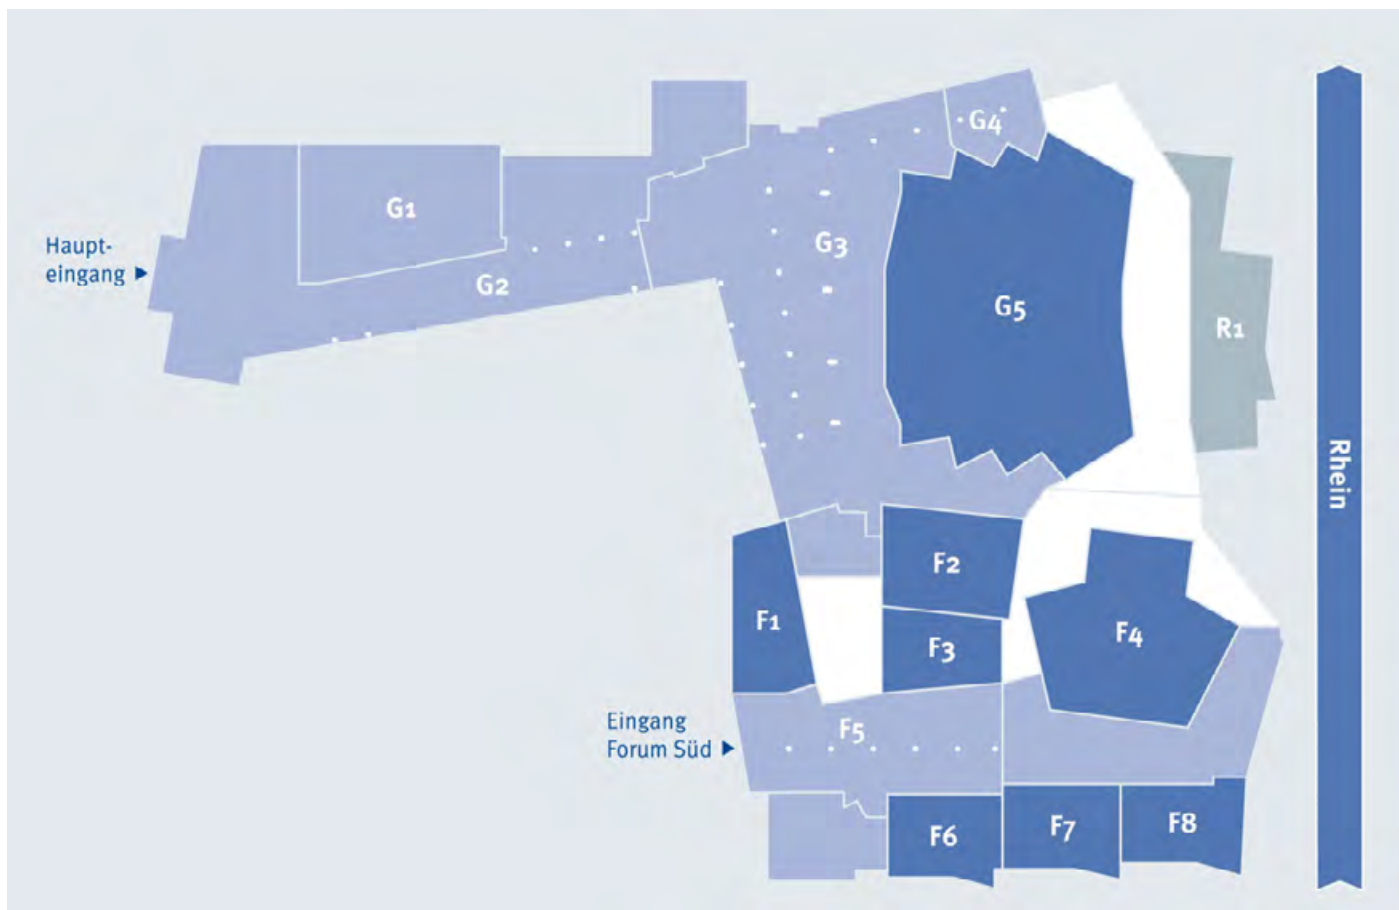 G4
G1
Haupt-
eingang
G2
G3
G5
R1
Rhein
F1
F2
F3
F4
Eingang
Forum Süd
F5
F6
F7
F8